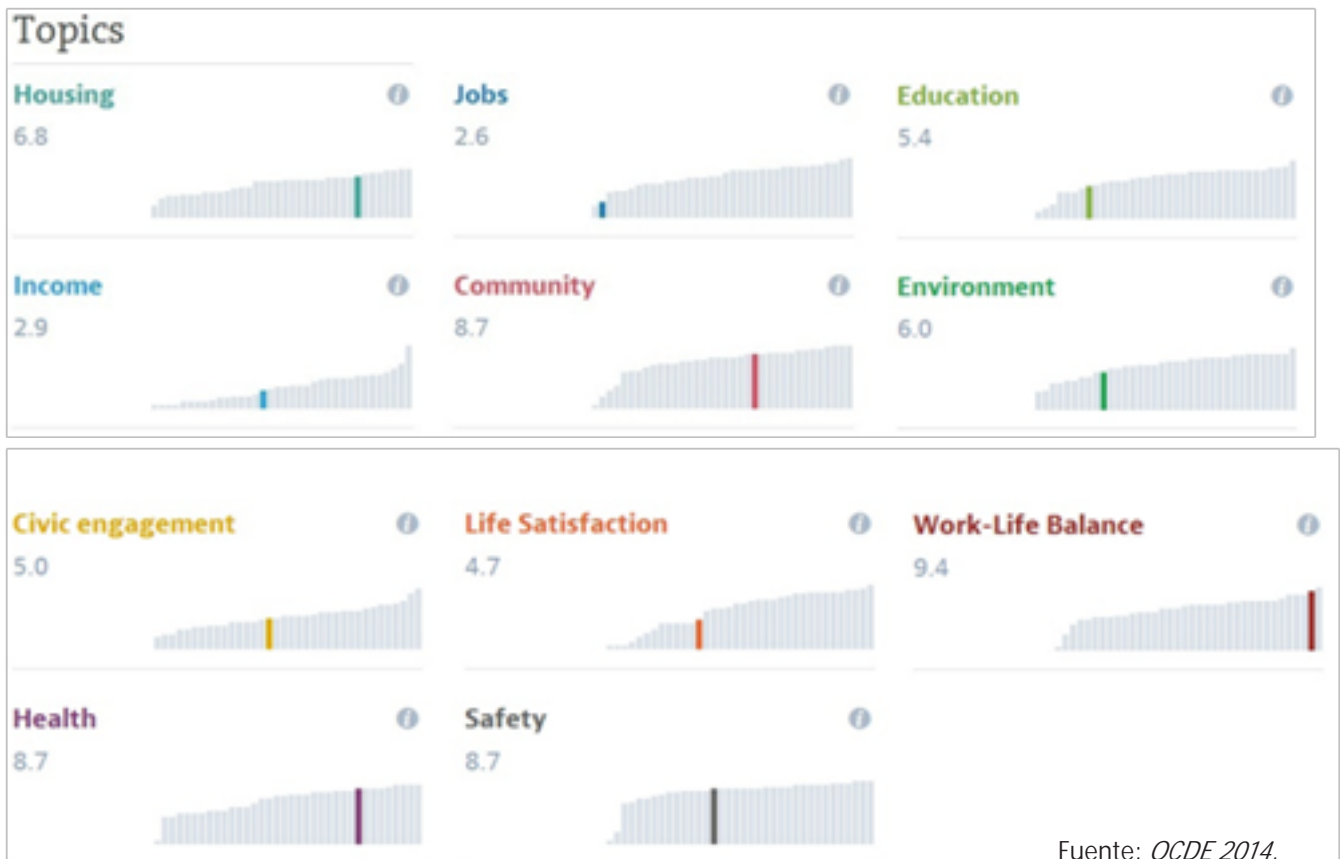 Topics
Housing
6.8
Jobs
2.6
Education
5.4
Income
2.9
Community
8.7
Environment
6.0
Civic engagement
5.0
Life Satisfaction
4.7
Work-Life Balance
9.4
Health
8.7
Safety
8.7
Fuente: OCDE 2014.